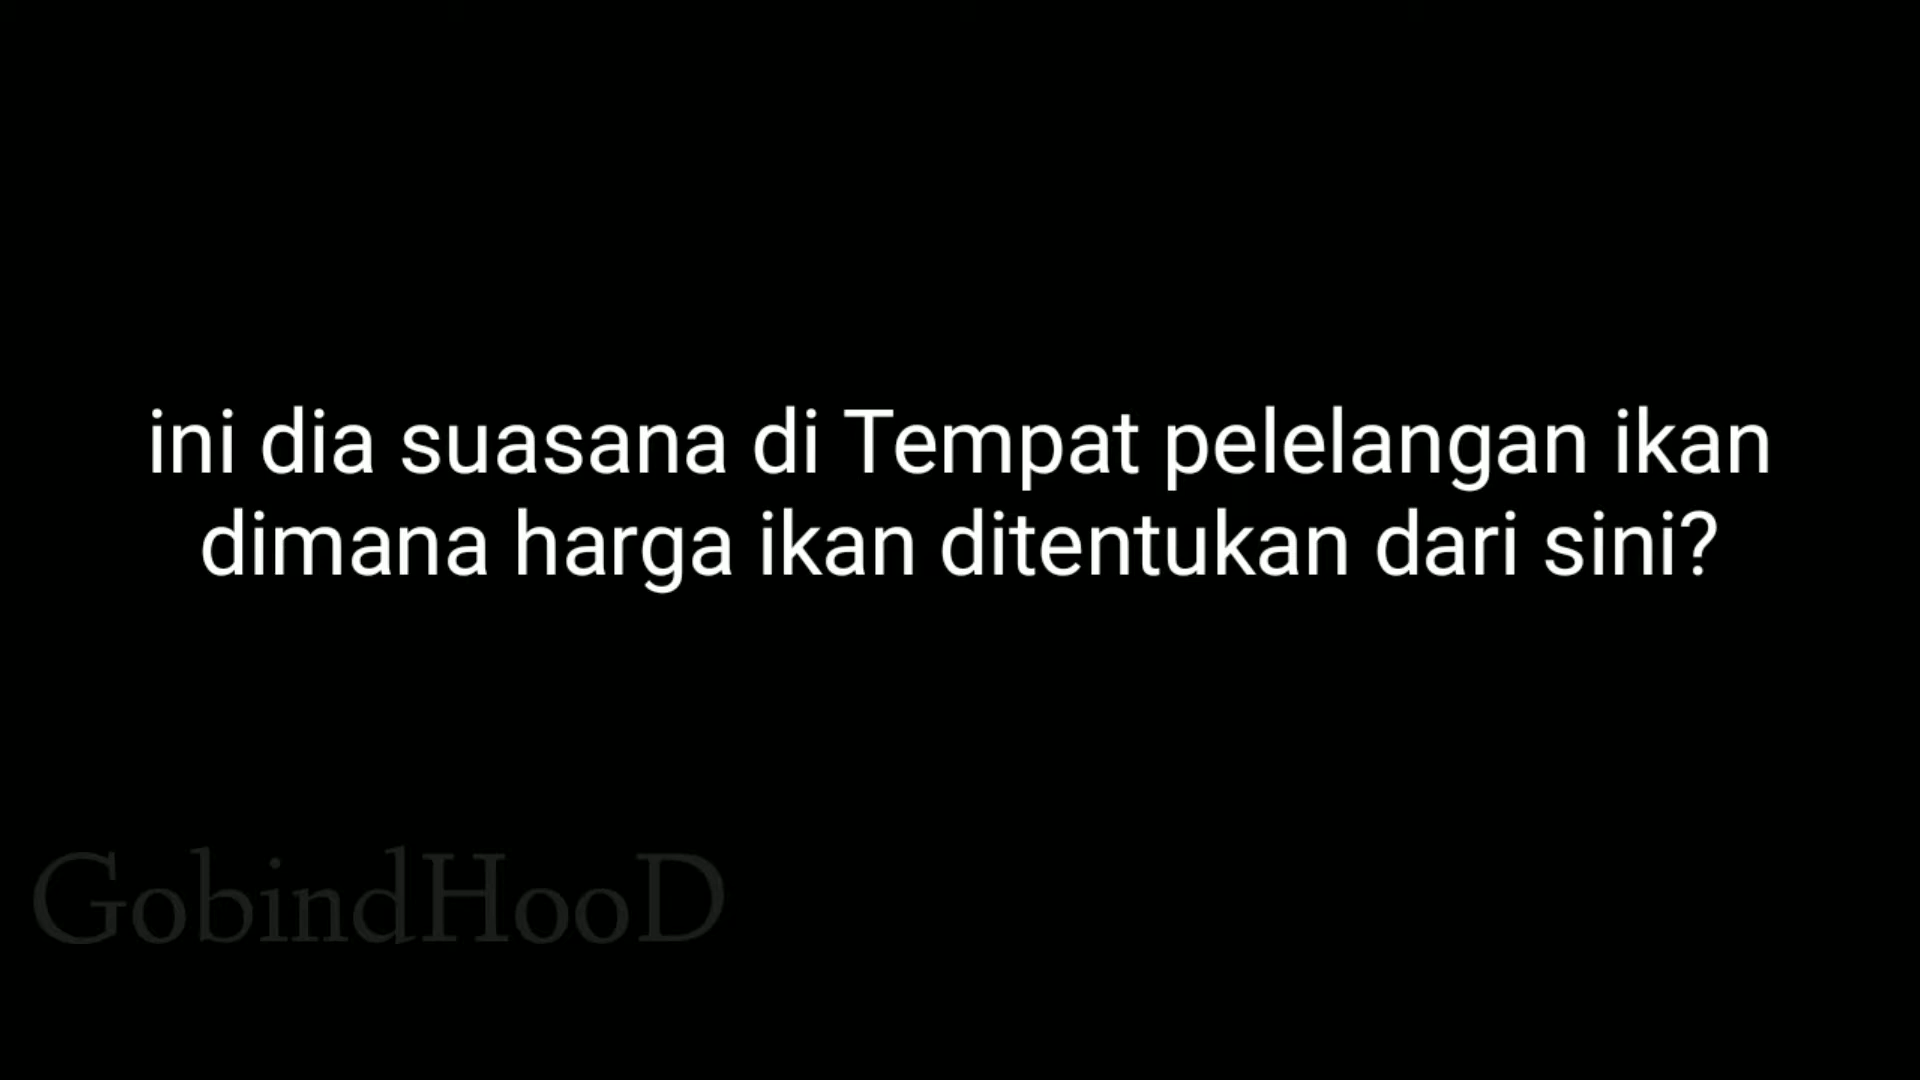 ini dia suasana di Tempat pelelangan ikan
dimana harga ikan ditentukan dari sini?
GobindHooD